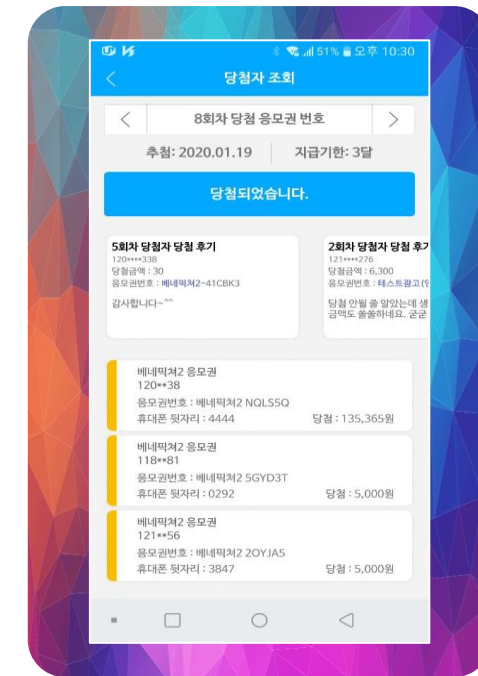 51% 오후 10:30
당첨자 조회
8회차 당첨 응모권 번호
추첨: 2020.01.19 지급기한: 3달
당첨되었습니다.
5회차 당첨자 당첨 후기
120****338
당첨금액 : 30
응모권번호 : 베네픽쳐2-41CBK3
감사합니다~^^
2회차 당첨자 당첨 후기
121****276
당첨금액 : 6,300
응모권번호 : 테스트광고(
당첨 안될 줄 알았는데 생
금액도 쏠쏠하네요. 굳굳
베네픽쳐2 응모권
120**38
응모권번호 : 베네픽쳐2 NQLS5Q
휴대폰 뒷자리 : 4444 당첨 : 135,365원
베네픽쳐2 응모권
118**81
응모권번호 : 베네픽쳐2 5GYD3T
휴대폰 뒷자리 : 0292 당첨 : 5,000원
베네픽쳐2 응모권
121**56
응모권번호 : 베네픽쳐2 2OYJA5
휴대폰 뒷자리 : 3847 당첨 : 5,000원